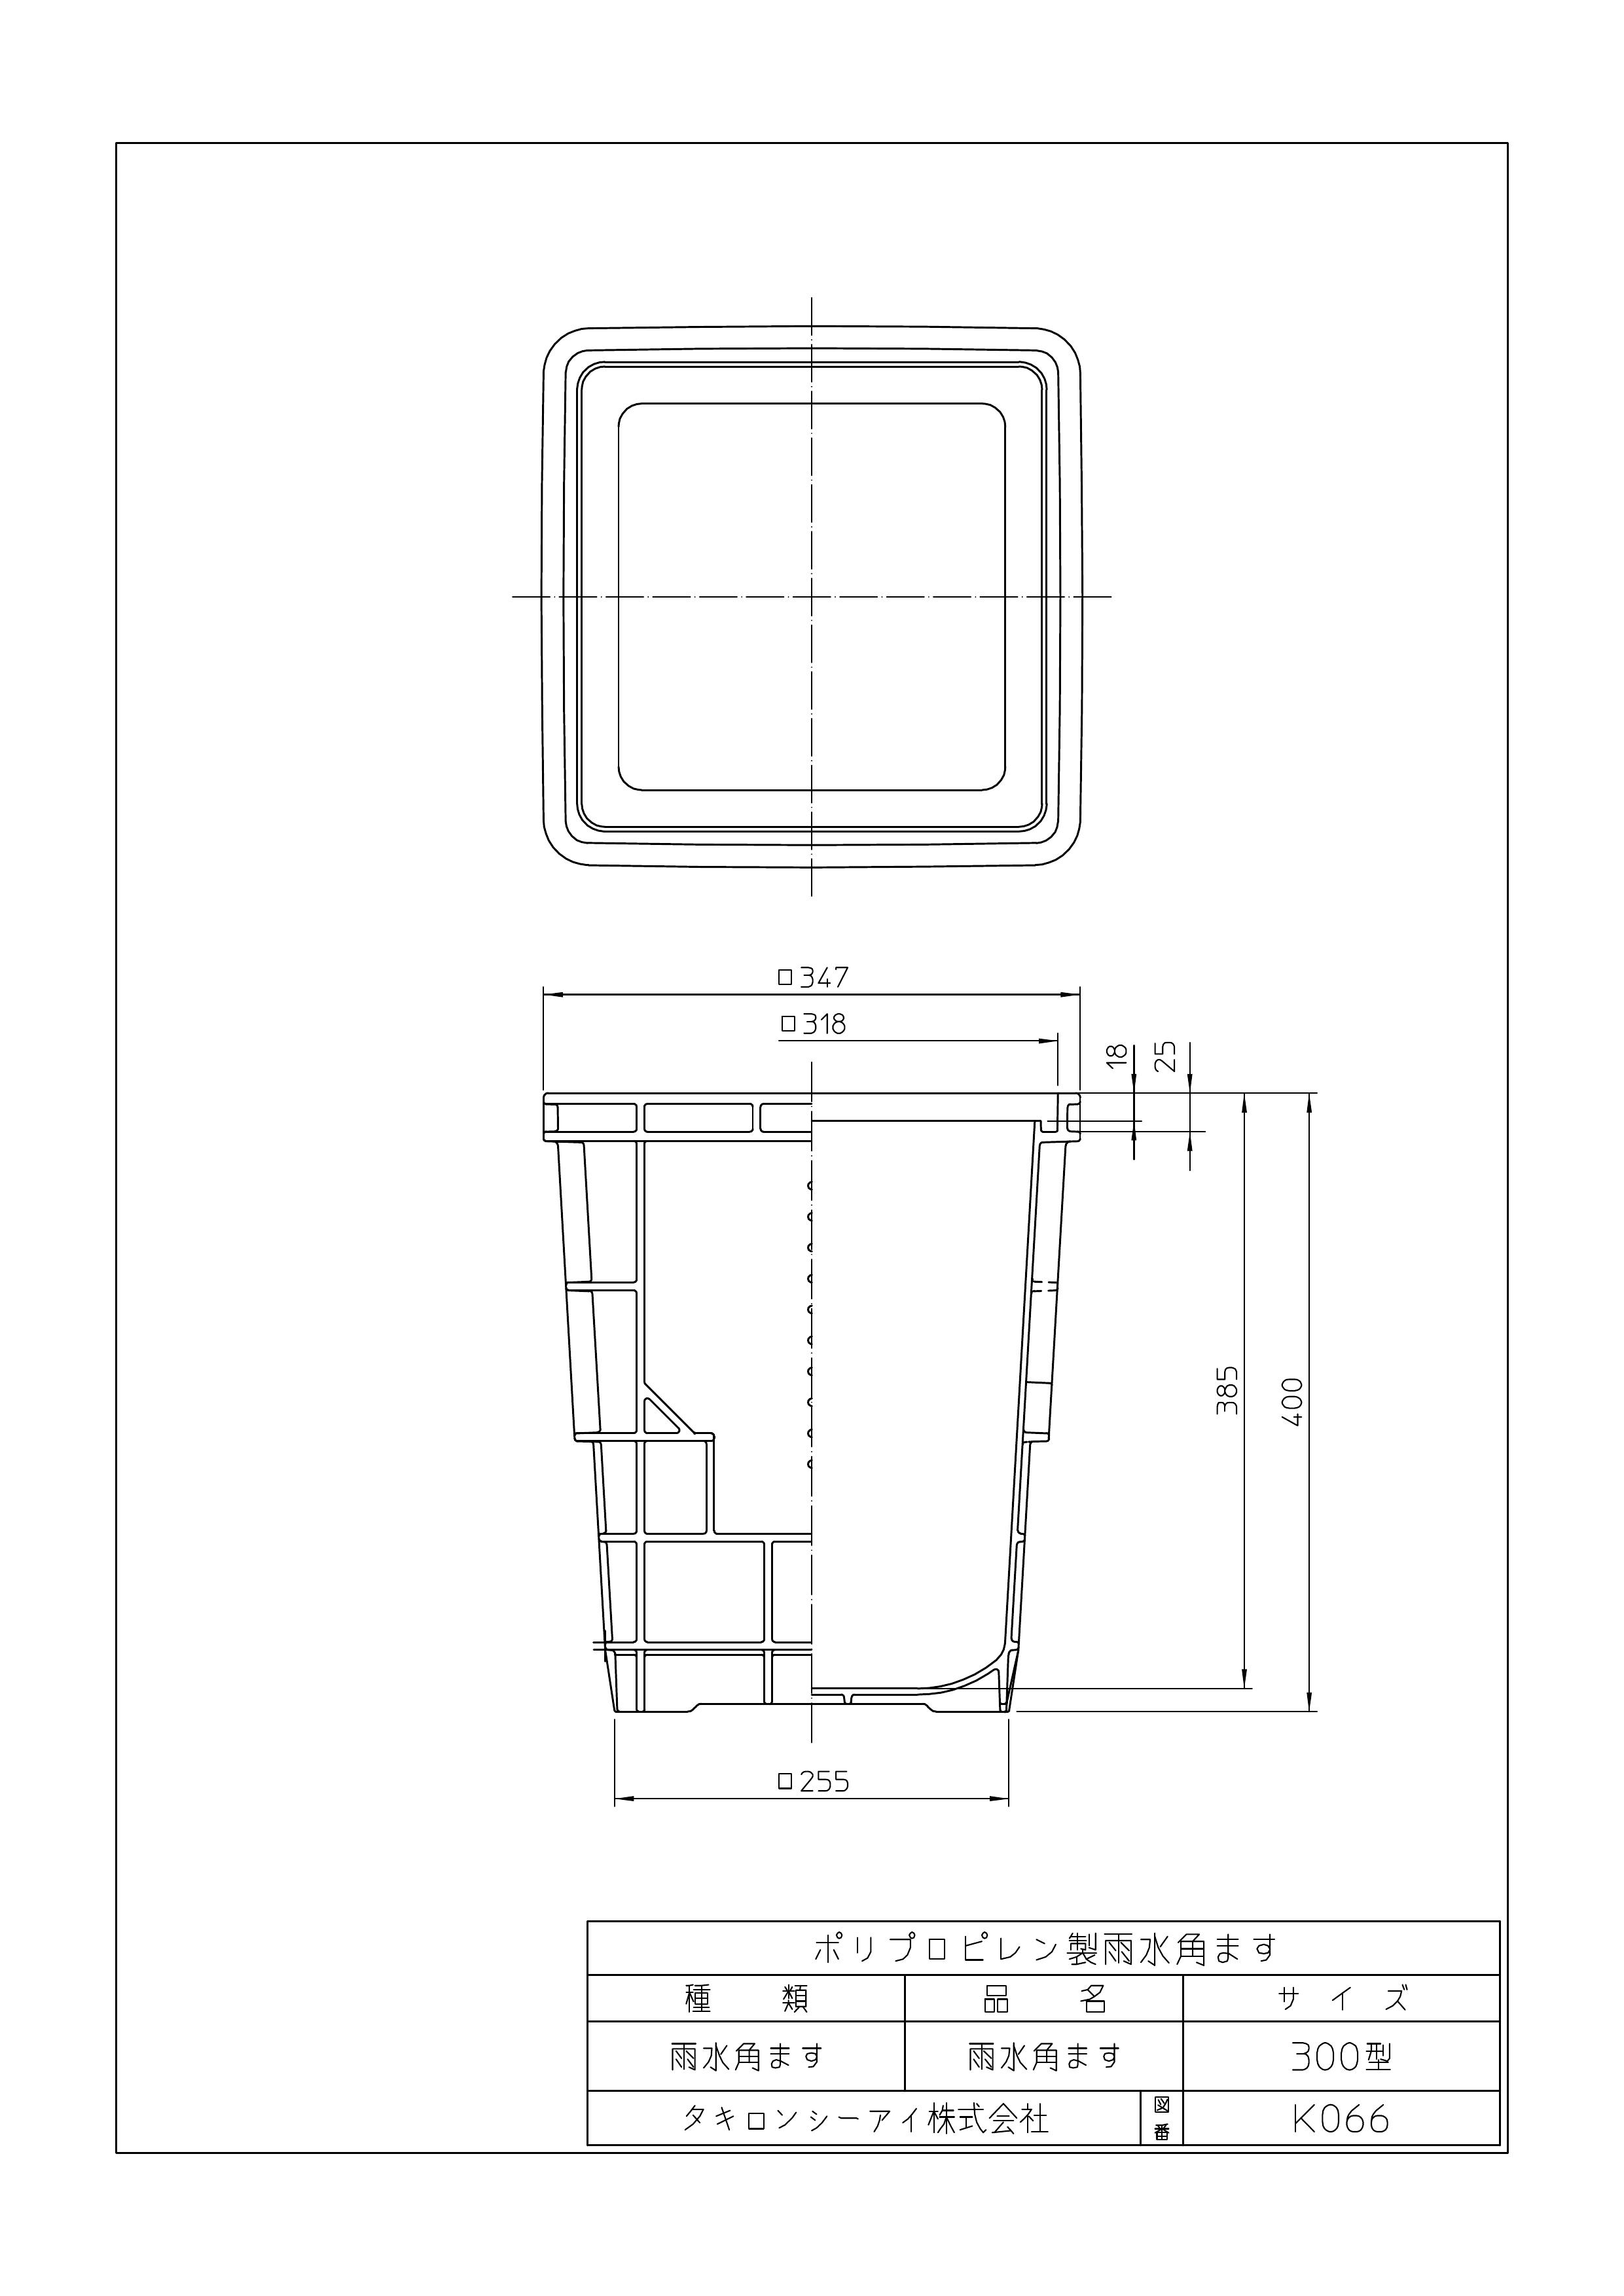 □347
□318
18
25
385
400
□255
ポリプロピレン製雨水角ます
種　類　品　名　サイズ
雨水角ます　雨水角ます　300型
タキロンシーアイ株式会社　図番　K066